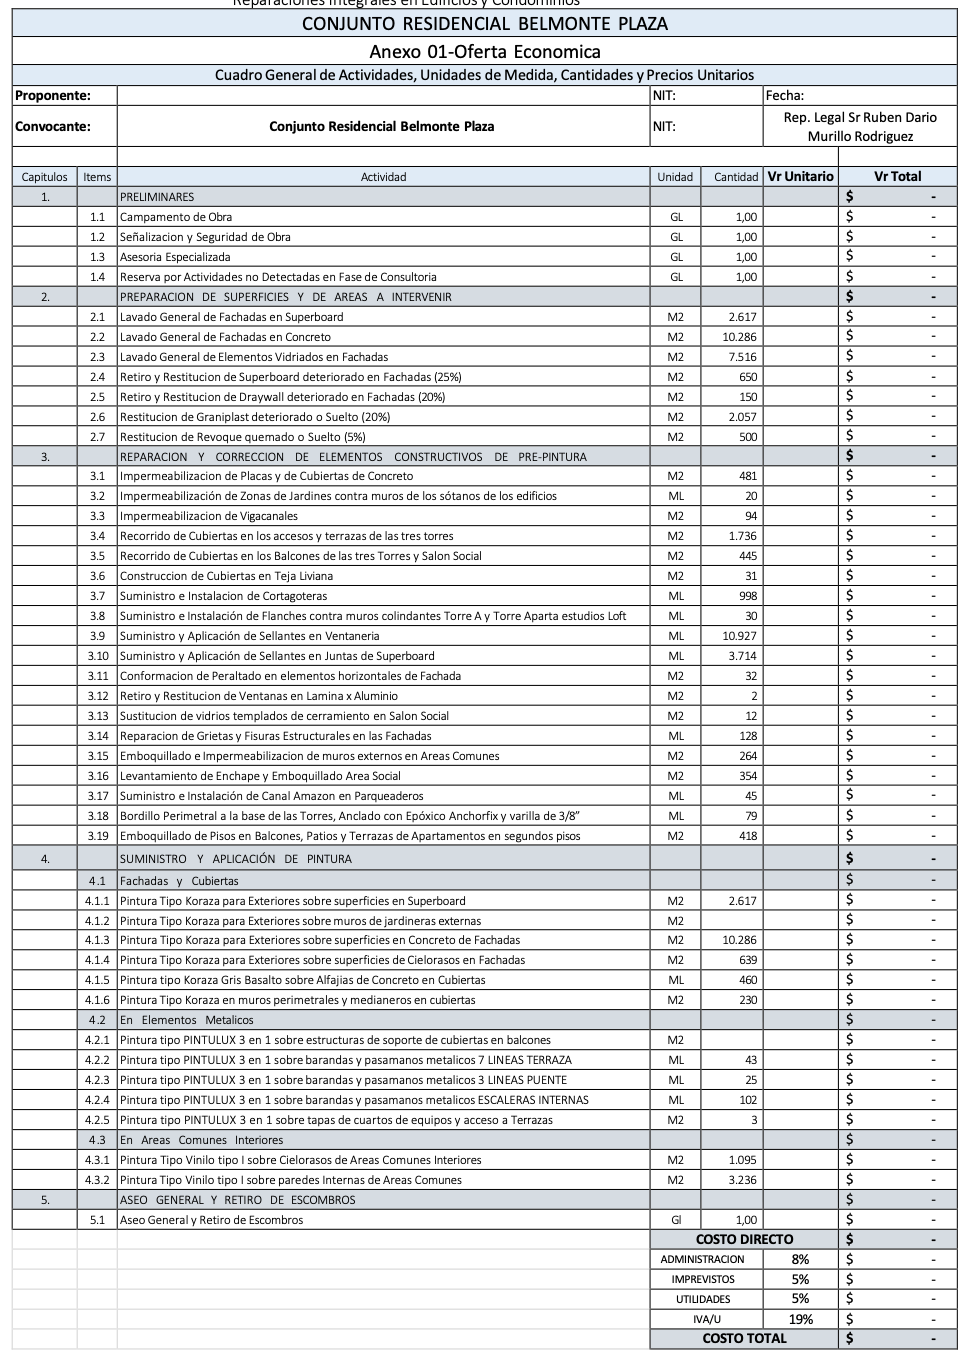 Reparaciones Integrales en Edificios y Condominios
CONJUNTO RESIDENCIAL BELMONTE PLAZA
Anexo 01-Oferta Economica
Cuadro General de Actividades, Unidades de Medida, Cantidades y Precios Unitarios
Proponente: NIT: Fecha:
Convocante: Conjunto Residencial Belmonte Plaza NIT: Rep. Legal Sr Ruben Dario
Murillo Rodriguez
Capitulos Items Actividad Unidad Cantidad Vr Unitario Vr Total
1. PRELIMINARES $ -
1.1 Campamento de Obra GL 1,00 $ -
1.2 Señalizacion y Seguridad de Obra GL 1,00 $ -
1.3 Asesoria Especializada GL 1,00 $ -
1.4 Reserva por Actividades no Detectadas en Fase de Consultoria GL 1,00 $ -
2. PREPARACION DE SUPERFICIES Y DE AREAS A INTERVENIR $ -
2.1 Lavado General de Fachadas en Superboard M2 2.617 $ -
2.2 Lavado General de Fachadas en Concreto M2 10.286 $ -
2.3 Lavado General de Elementos Vidriados en Fachadas M2 7.516 $ -
2.4 Retiro y Restitucion de Superboard deteriorado en Fachadas (25%) M2 650 $ -
2.5 Retiro y Restitucion de Draywall deteriorado en Fachadas (20%) M2 150 $ -
2.6 Restitucion de Graniplast deteriorado o Suelto (20%) M2 2.057 $ -
2.7 Restitucion de Revoque quemado o Suelto (5%) M2 500 $ -
3. REPARACION Y CORRECCION DE ELEMENTOS CONSTRUCTIVOS DE PRE-PINTURA $ -
3.1 Impermeabilizacion de Placas y de Cubiertas de Concreto M2 481 $ -
3.2 Impermeabilización de Zonas de Jardines contra muros de los sótanos de los edificios ML 20 $ -
3.3 Impermeabilizacion de Vigacanales M2 94 $ -
3.4 Recorrido de Cubiertas en los accesos y terrazas de las tres torres M2 1.736 $ -
3.5 Recorrido de Cubiertas en los Balcones de las tres Torres y Salon Social M2 445 $ -
3.6 Construccion de Cubiertas en Teja Liviana M2 31 $ -
3.7 Suministro e Instalacion de Cortagoteras ML 998 $ -
3.8 Suministro e Instalación de Flanches contra muros colindantes Torre A y Torre Aparta estudios Loft ML 30 $ -
3.9 Suministro y Aplicación de Sellantes en Ventaneria ML 10.927 $ -
3.10 Suministro y Aplicación de Sellantes en Juntas de Superboard ML 3.714 $ -
3.11 Conformacion de Peraltado en elementos horizontales de Fachada M2 32 $ -
3.12 Retiro y Restitucion de Ventanas en Lamina x Aluminio M2 2 $ -
3.13 Sustitucion de vidrios templados de cerramiento en Salon Social M2 12 $ -
3.14 Reparacion de Grietas y Fisuras Estructurales en las Fachadas ML 128 $ -
3.15 Emboquillado e Impermeabilizacion de muros externos en Areas Comunes M2 264 $ -
3.16 Levantamiento de Enchape y Emboquillado Area Social M2 354 $ -
3.17 Suministro e Instalación de Canal Amazon en Parqueaderos ML 45 $ -
3.18 Bordillo Perimetral a la base de las Torres, Anclado con Epóxico Anchorfix y varilla de 3/8” ML 79 $ -
3.19 Emboquillado de Pisos en Balcones, Patios y Terrazas de Apartamentos en segundos pisos M2 418 $ -
4. SUMINISTRO Y APLICACIÓN DE PINTURA $ -
4.1 Fachadas y Cubiertas $ -
4.1.1 Pintura Tipo Koraza para Exteriores sobre superficies en Superboard M2 2.617 $ -
4.1.2 Pintura Tipo Koraza para Exteriores sobre muros de jardineras externas M2 $ -
4.1.3 Pintura Tipo Koraza para Exteriores sobre superficies en Concreto de Fachadas M2 10.286 $ -
4.1.4 Pintura Tipo Koraza para Exteriores sobre superficies de Cielorasos en Fachadas M2 639 $ -
4.1.5 Pintura tipo Koraza Gris Basalto sobre Alfajias de Concreto en Cubiertas ML 460 $ -
4.1.6 Pintura Tipo Koraza en muros perimetrales y medianeros en cubiertas M2 230 $ -
4.2 En Elementos Metalicos $ -
4.2.1 Pintura tipo PINTULUX 3 en 1 sobre estructuras de soporte de cubiertas en balcones M2 $ -
4.2.2 Pintura tipo PINTULUX 3 en 1 sobre barandas y pasamanos metalicos 7 LINEAS TERRAZA ML 43 $ -
4.2.3 Pintura tipo PINTULUX 3 en 1 sobre barandas y pasamanos metalicos 3 LINEAS PUENTE ML 25 $ -
4.2.4 Pintura tipo PINTULUX 3 en 1 sobre barandas y pasamanos metalicos ESCALERAS INTERNAS ML 102 $ -
4.2.5 Pintura tipo PINTULUX 3 en 1 sobre tapas de cuartos de equipos y acceso a Terrazas M2 3 $ -
4.3 En Areas Comunes Interiores $ -
4.3.1 Pintura Tipo Vinilo tipo I sobre Cielorasos de Areas Comunes Interiores M2 1.095 $ -
4.3.2 Pintura Tipo Vinilo tipo I sobre paredes Internas de Areas Comunes M2 3.236 $ -
5. ASEO GENERAL Y RETIRO DE ESCOMBROS $ -
5.1 Aseo General y Retiro de Escombros Gl 1,00 $ -
COSTO DIRECTO $ -
ADMINISTRACION 8% $ -
IMPREVISTOS 5% $ -
UTILIDADES 5% $ -
IVA/U 19% $ -
COSTO TOTAL $ -